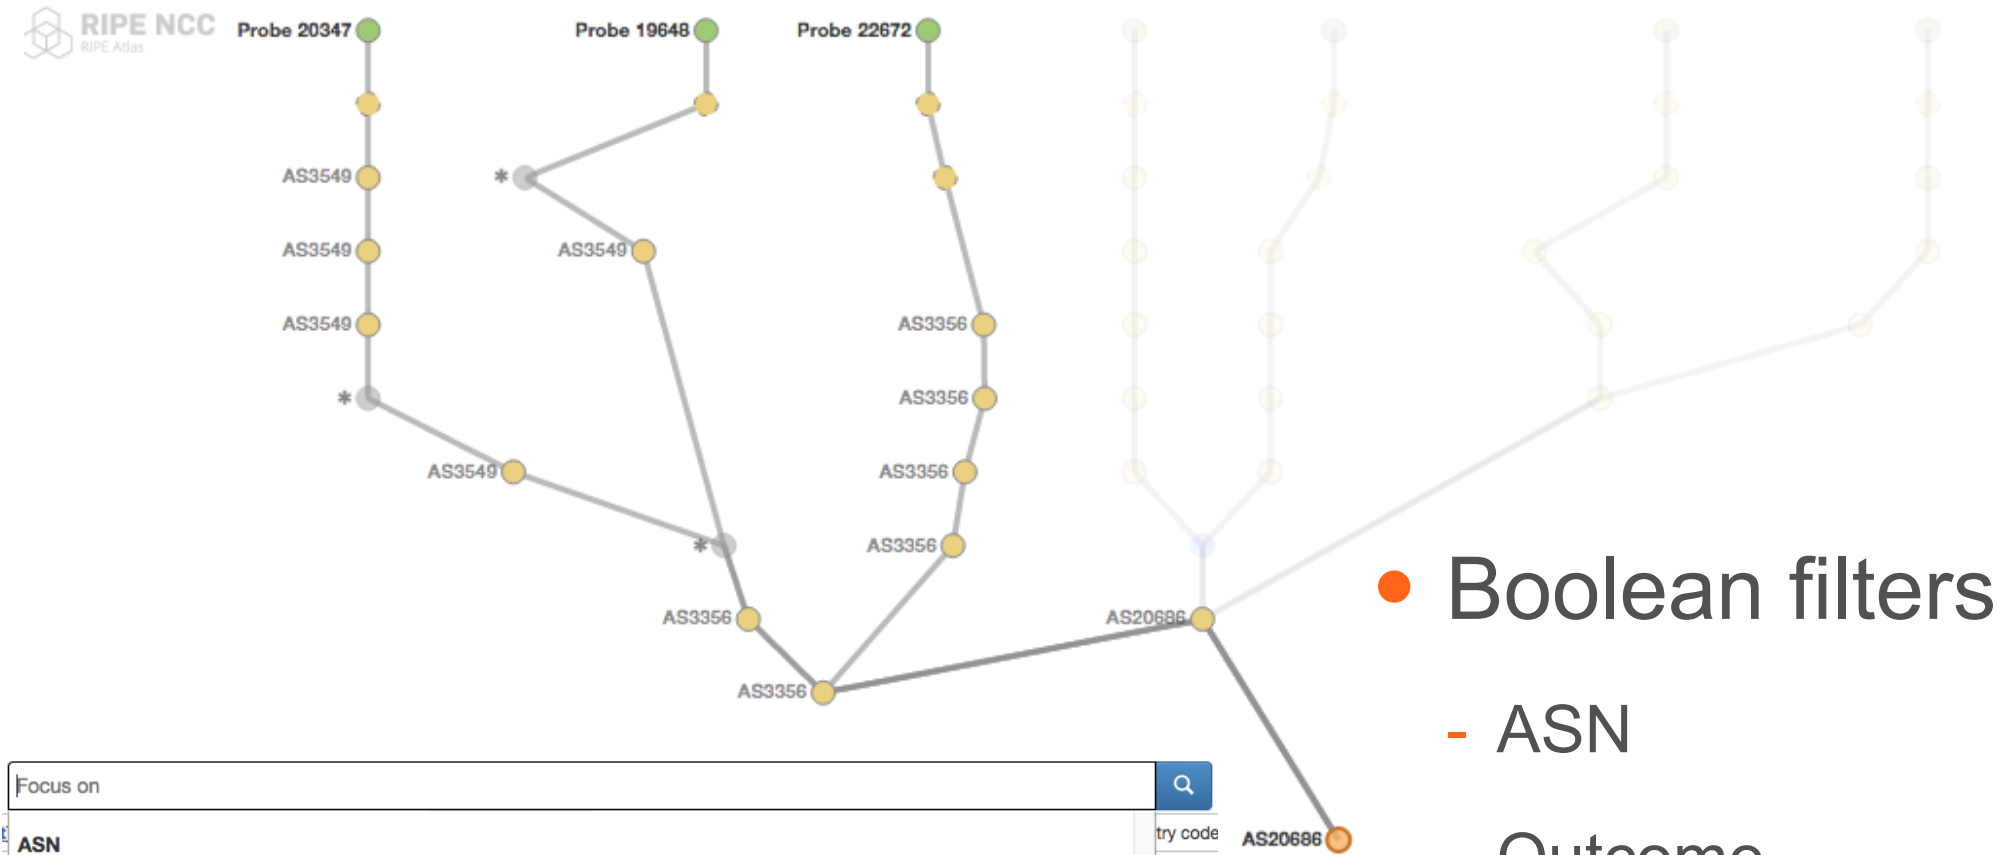 RIPE NCC
RIPE Atlas
Probe 20347
Probe 19648
Probe 22672
AS3549
*
AS3549
AS3549
AS3549
AS3356
*
AS3356
AS3549
AS3356
*
AS3356
AS3356
AS20686
AS3356
• Boolean filters
- ASN
Focus on
ASN
try code
AS20686
Outcome